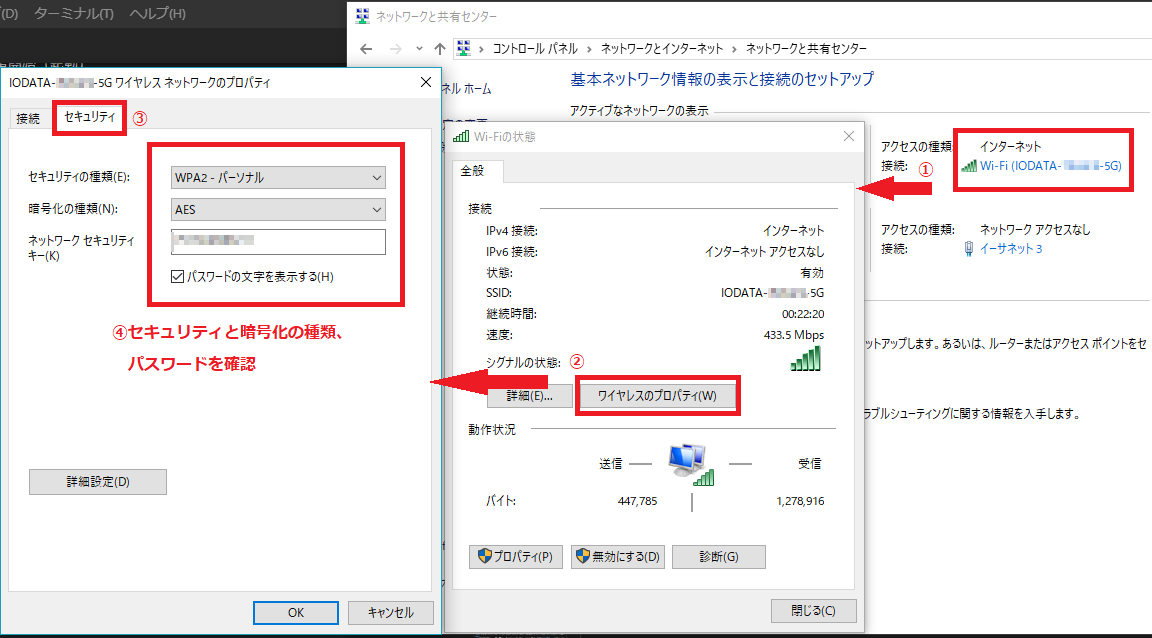 (D) ターミナル(T) ヘルプ(H)
ネットワークと共有センター
コントロール パネル › ネットワークとインターネット › ネットワークと共有センター
ネル ホーム
基本ネットワーク情報の表示と接続のセットアップ
アクティブなネットワークの表示
アクセスの種類:
インターネット
接続:
①
Wi-Fi (IODATA- -5G)
アクセスの種類:
ネットワーク アクセスなし
接続:
イーサネット 3
ットアップします。あるいは、ルーターまたはアクセス ポイントをセ
ラブルシューティングに関する情報を入手します。
Wi-Fiの状態
全般
接続
IPv4 接続:
インターネット
IPv6 接続:
インターネット アクセスなし
状態:
有効
SSID:
IODATA- -5G
継続時間:
00:22:20
速度:
433.5 Mbps
シグナルの状態:
②
詳細(E)...
ワイヤレスのプロパティ(W)
動作状況
送信
受信
バイト:
447,785
1,278,916
プロパティ(P)
無効にする(D)
診断(G)
閉じる(C)
IODATA- -5G ワイヤレス ネットワークのプロパティ
接続
セキュリティ
③
セキュリティの種類(E):
WPA2 - パーソナル
暗号化の種類(N):
AES
ネットワーク セキュリティ
キー(K)
パスワードの文字を表示する(H)
④セキュリティと暗号化の種類、
パスワードを確認
詳細設定(D)
OK
キャンセル